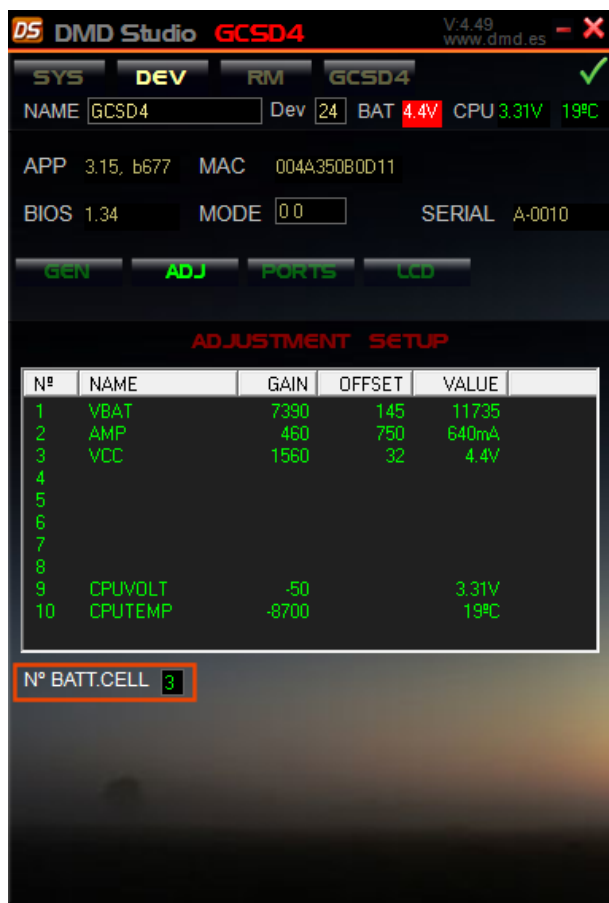 DS DMD Studio GCSD4 V:4.49
www.dmd.es
SYS DEV RM GCSD4
NAME GCSD4 Dev 24 BAT 4.4V CPU 3.31V 19ºC
APP 3.15, b677 MAC 004A350B0D11
BIOS 1.34 MODE 0 0 SERIAL A-0010
GEN ADJ PORTS LCD
ADJUSTMENT SETUP
Nº NAME GAIN OFFSET VALUE
1 VBAT 7390 145 11735
2 AMP 460 750 640mA
3 VCC 1560 32 4.4V
4
5
6
7
8
9 CPUVOLT -50 3.31V
10 CPUTEMP -8700 19ºC
Nº BATT.CELL 3